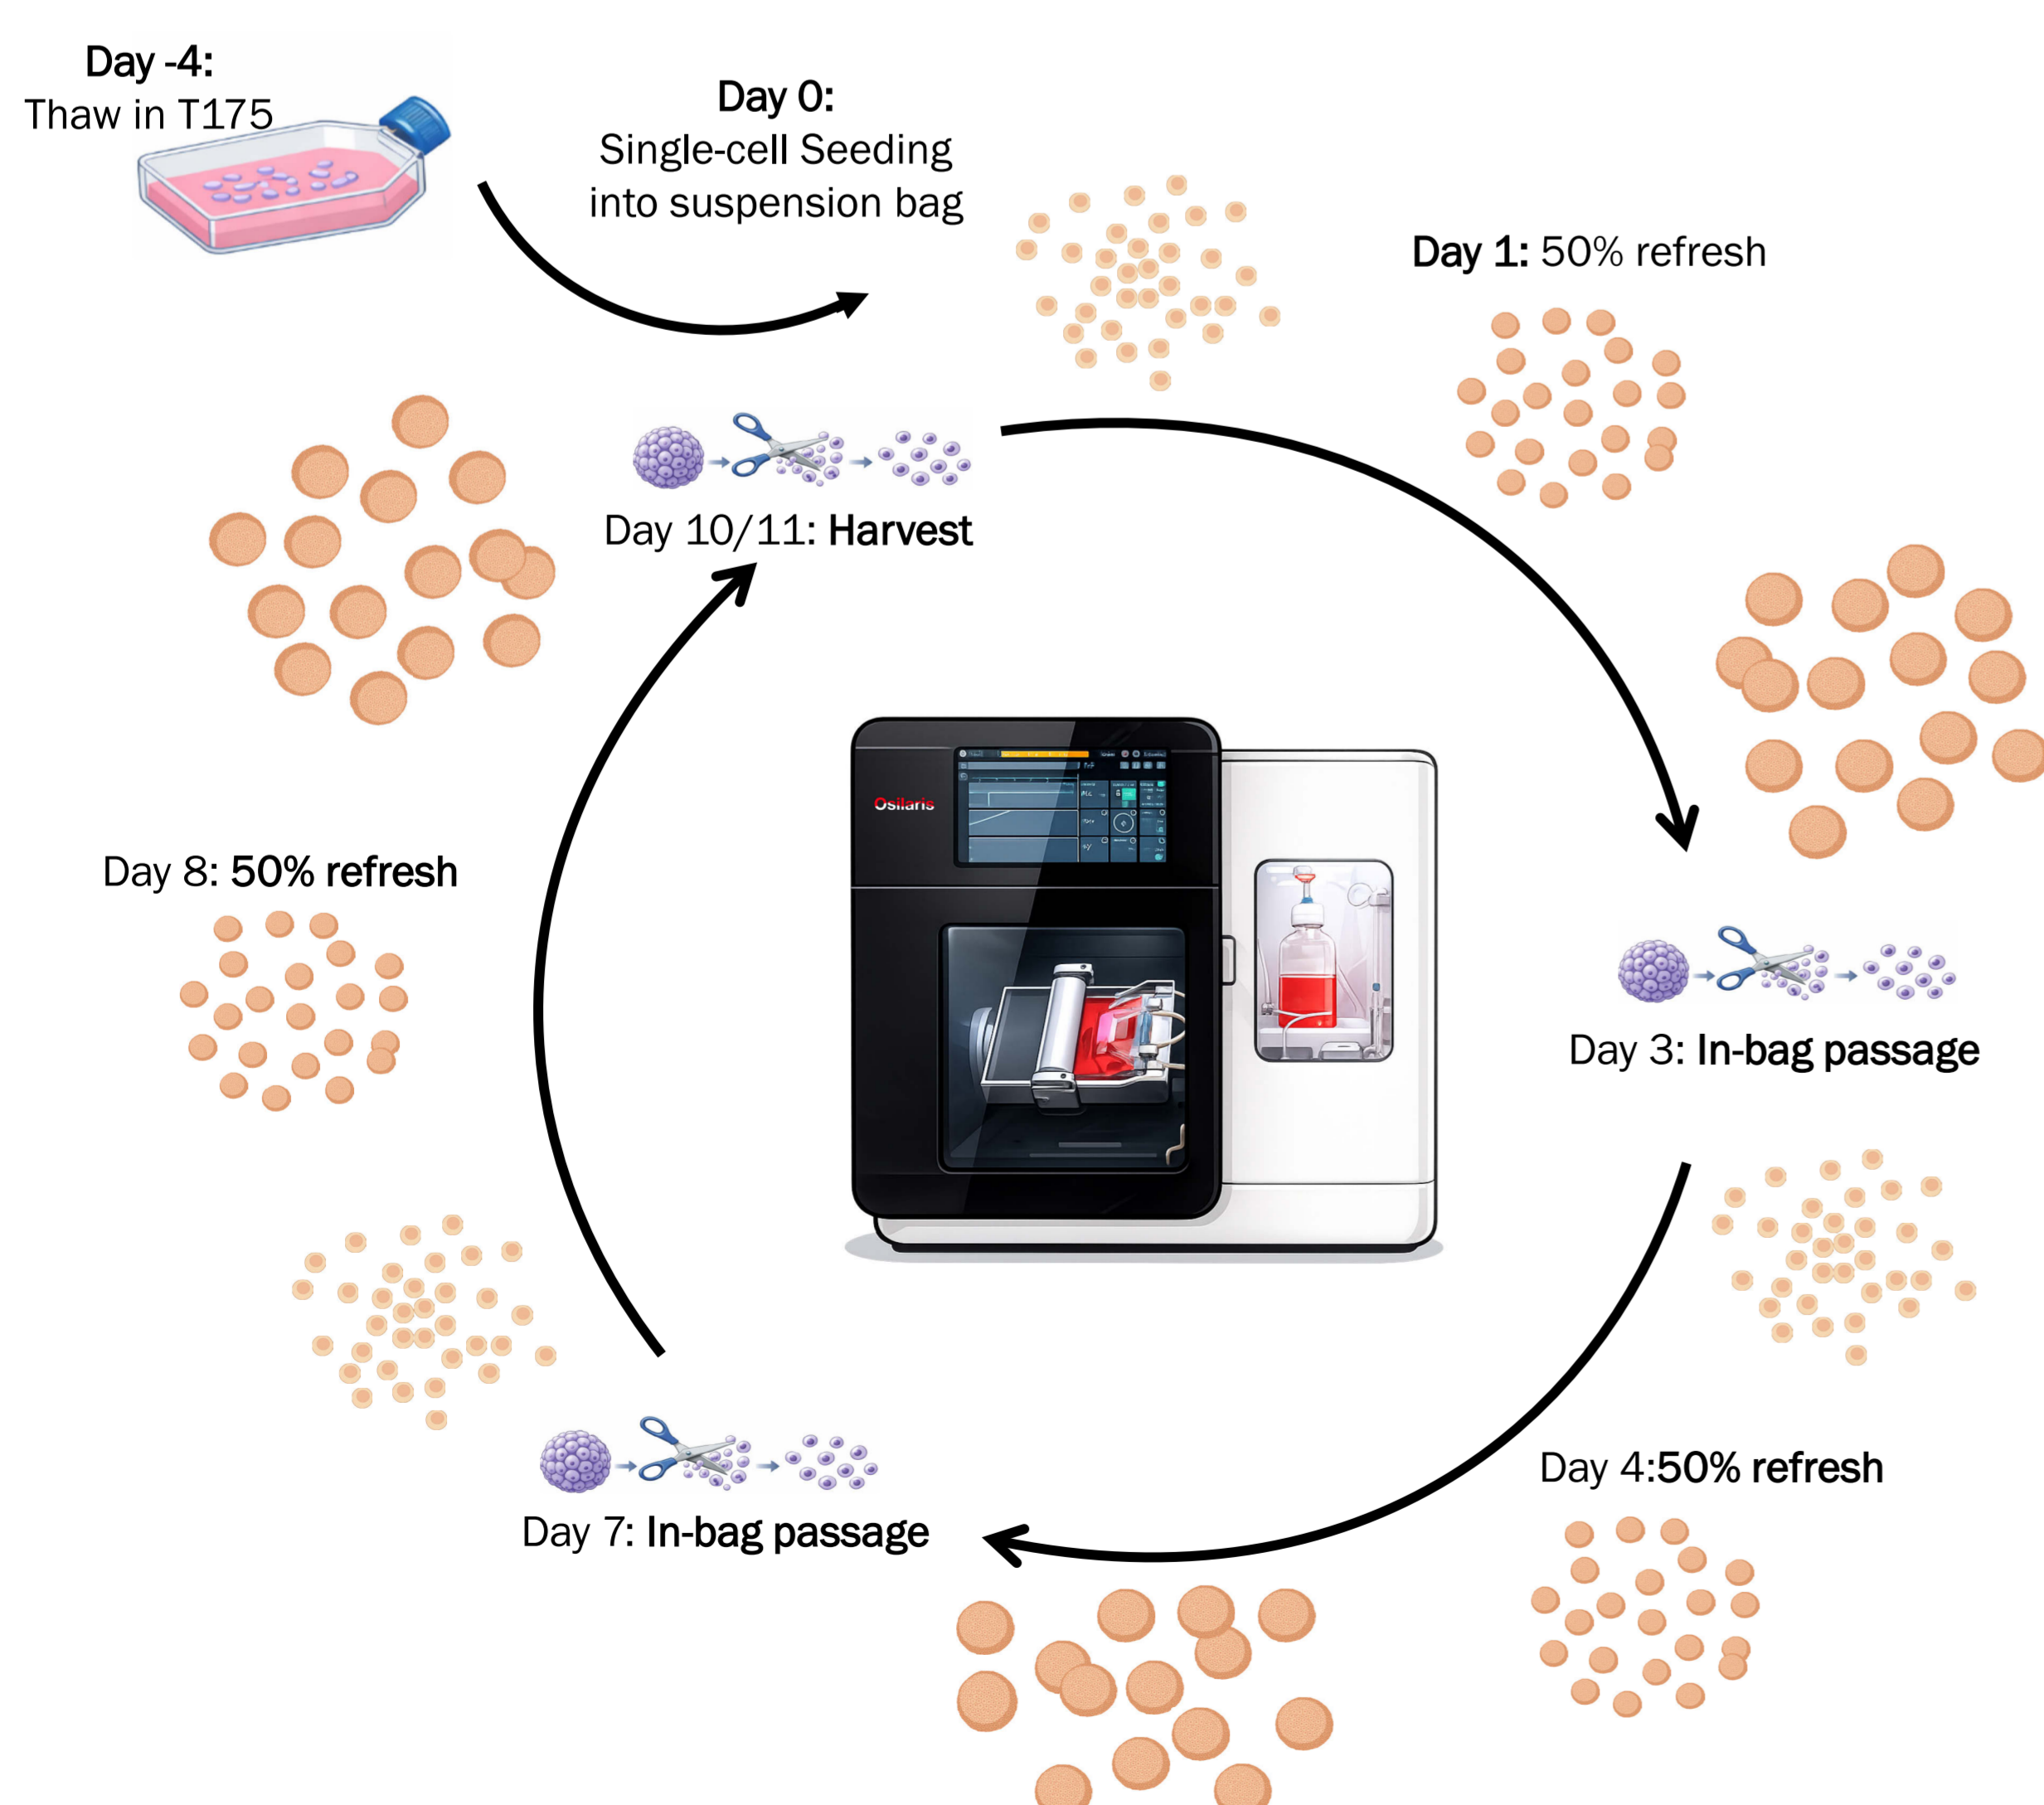 Day -4:
Thaw in T175
Day 0:
Single-cell Seeding
into suspension bag
Day 1: 50% refresh
Day 10/11: Harvest
Osilaris
Day 8: 50% refresh
Day 3: In-bag passage
Day 4:50% refresh
Day 7: In-bag passage